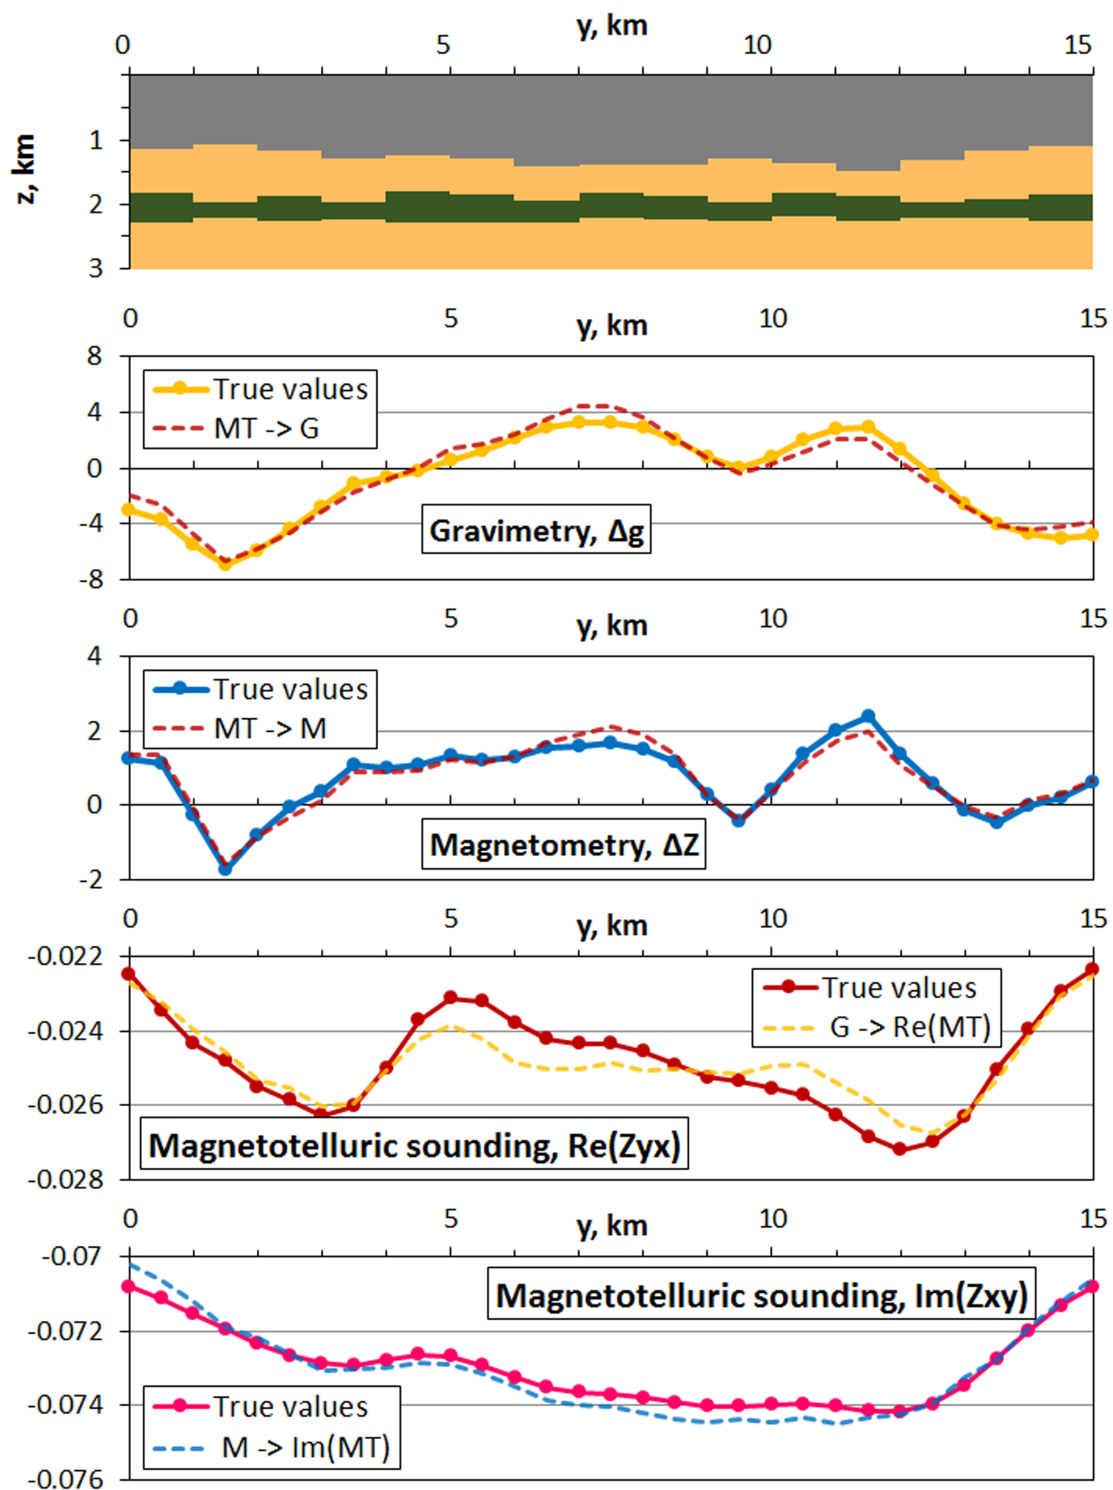 y, km
0 5 10 15
z, km
1
2
3
0 5 10 15
y, km
8
4
0
-4
-8
True values
MT -> G
Gravimetry, Δg
0 5 10 15
y, km
4
2
0
-2
True values
MT -> M
Magnetometry, ΔZ
0 5 10 15
y, km
-0.022
-0.024
-0.026
-0.028
True values
G -> Re(MT)
Magnetotelluric sounding, Re(Zyx)
0 5 10 15
y, km
-0.07
-0.072
-0.074
-0.076
Magnetotelluric sounding, Im(Zxy)
True values
M -> Im(MT)